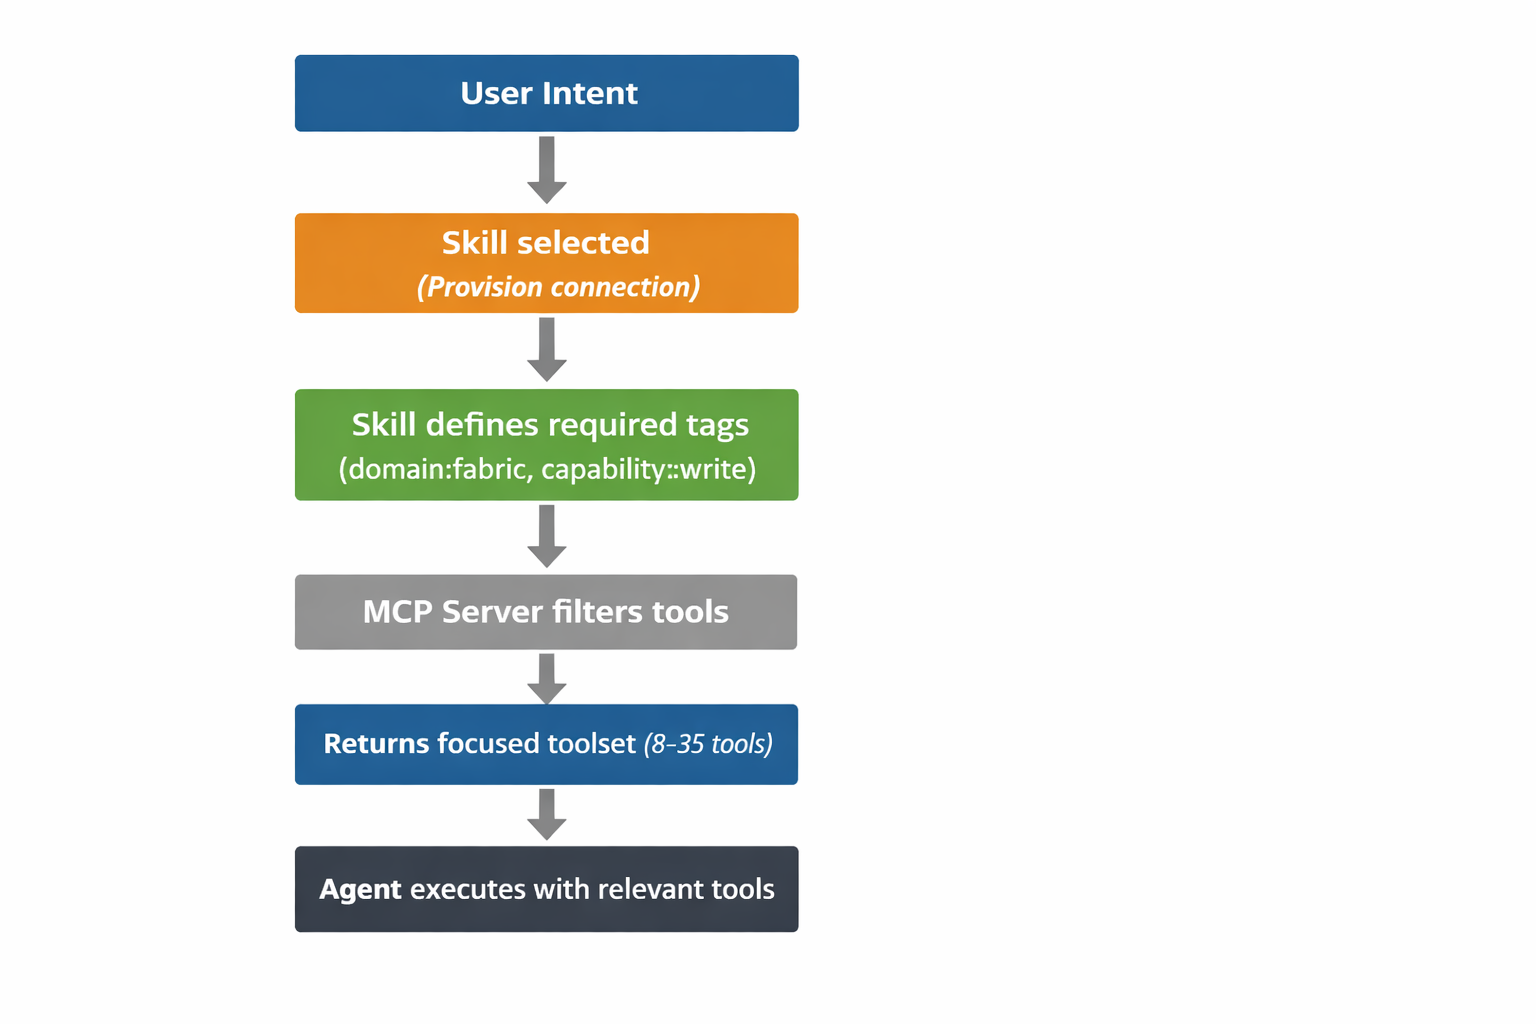 User Intent
Skill selected
(Provision connection)
Skill defines required tags
(domain:fabric, capability::write)
MCP Server filters tools
Returns focused toolset (8–35 tools)
Agent executes with relevant tools